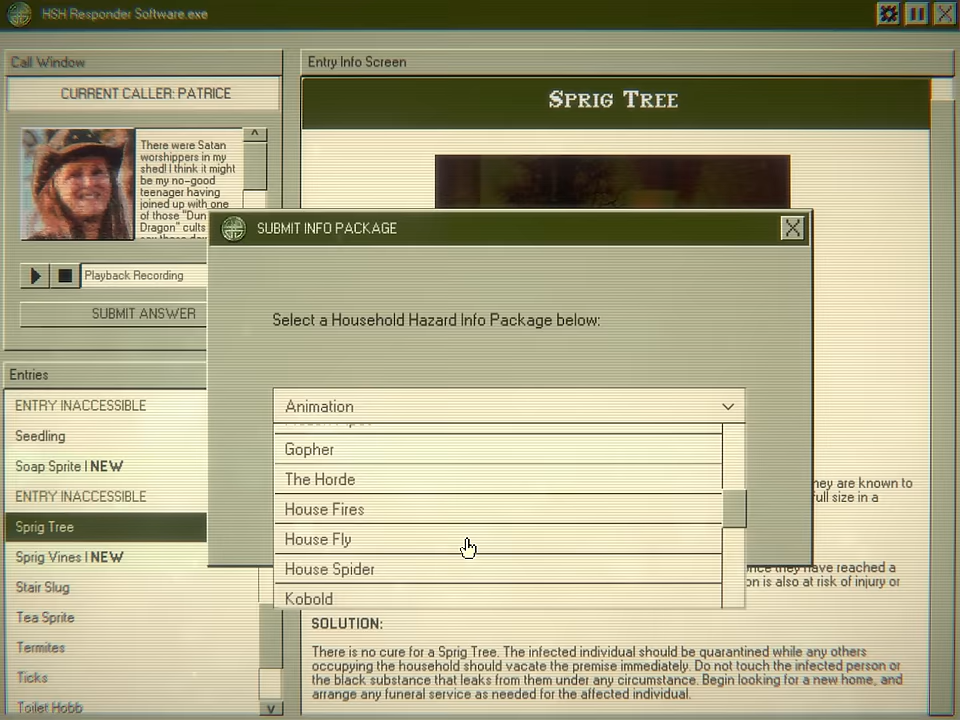 HSH Responder Software.exe
Call Window
CURRENT CALLER: PATRICE
There were Satan
worshippers in my
shed! I think it might
be my no-good
teenager having
joined up with one
of those "Dun
Dragon" cults
Playback Recording
SUBMIT ANSWER
Entries
ENTRY INACCESSIBLE
Seedling
Soap Sprite | NEW
ENTRY INACCESSIBLE
Sprig Tree
Sprig Vines | NEW
Stair Slug
Tea Sprite
Termites
Ticks
Toilet Hobb
Entry Info Screen
SPRIG TREE
SUBMIT INFO PACKAGE
Select a Household Hazard Info Package below:
Animation
Gopher
The Horde
House Fires
House Fly
House Spider
Kobold
hey are known to
full size in a
once they have reached a
on is also at risk of injury or
SOLUTION:
There is no cure for a Sprig Tree. The infected individual should be quarantined while any others
occupying the household should vacate the premise immediately. Do not touch the infected person or
the black substance that leaks from them under any circumstance. Begin looking for a new home, and
arrange any funeral service as needed for the affected individual.